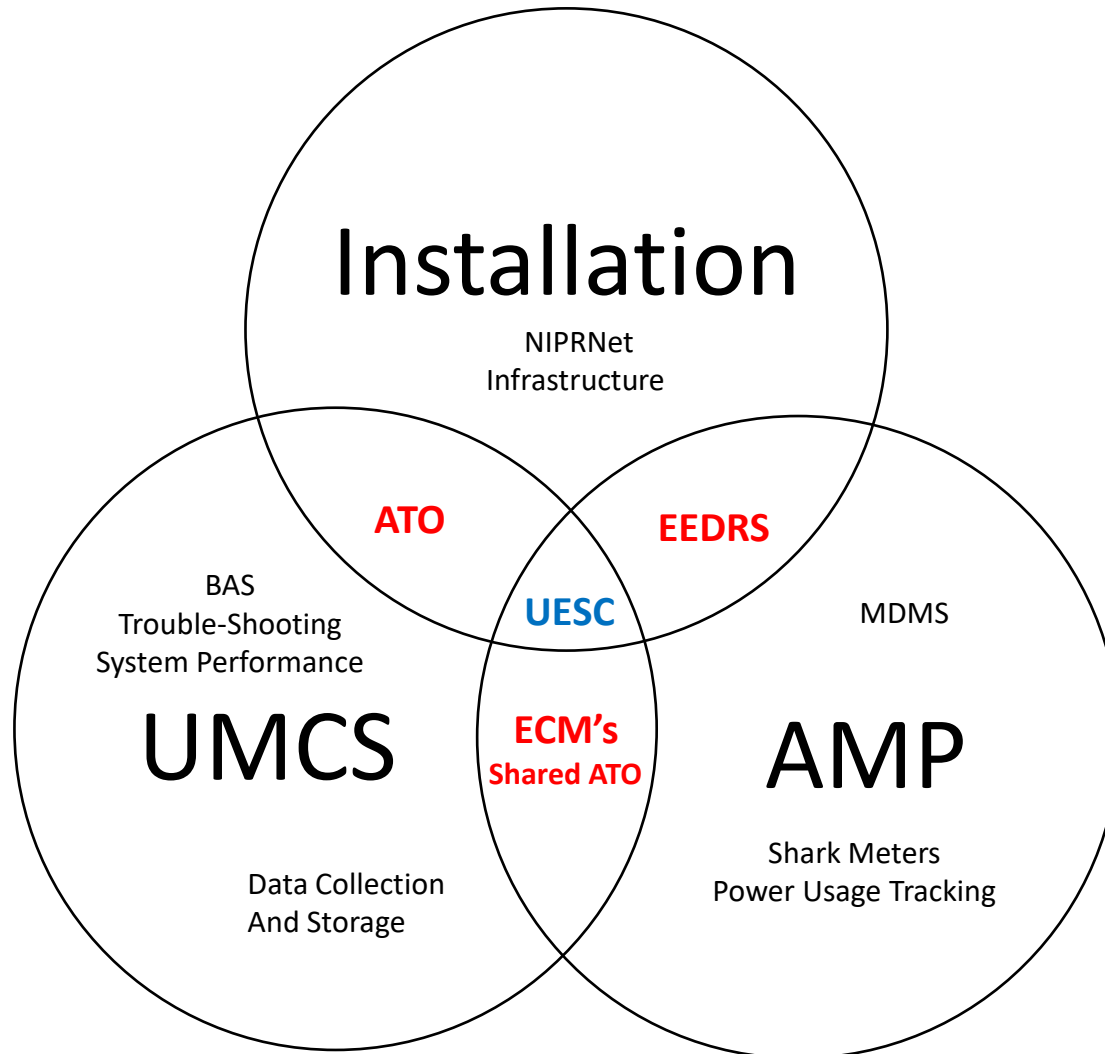 Installation
NIPRNet
Infrastructure
ATO
EEDRS
UESC
BAS
Trouble-Shooting
System Performance
UMCS
Data Collection
And Storage
ECM’s
Shared ATO
MDMS
AMP
Shark Meters
Power Usage Tracking